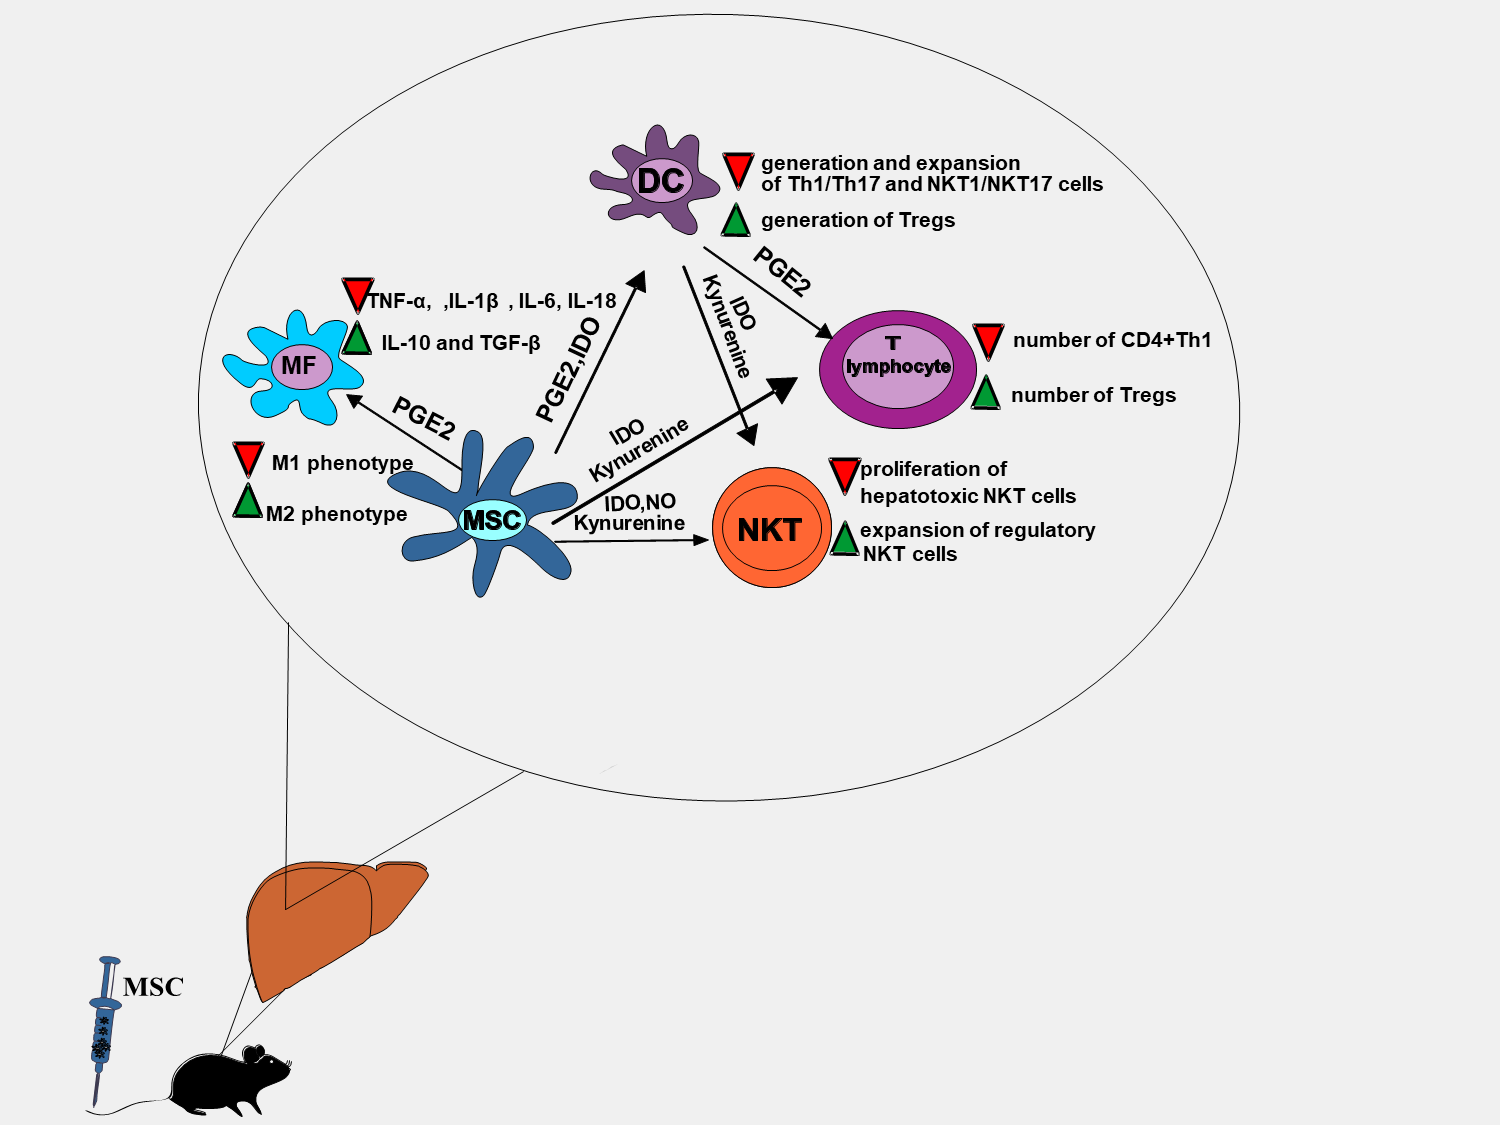 DC
generation and expansion
of Th1/Th17 and NKT1/NKT17 cells
generation of Tregs
PGE2
IDO
Kynurenine
TNF-α, ,IL-1β , IL-6, IL-18
IL-10 and TGF-β
MF
PGE2
PGE2,IDO
T
lymphocyte
number of CD4+Th1
number of Tregs
M1 phenotype
M2 phenotype
MSC
IDO
Kynurenine
IDO,NO
Kynurenine
NKT
proliferation of
hepatotoxic NKT cells
expansion of regulatory
NKT cells
MSC